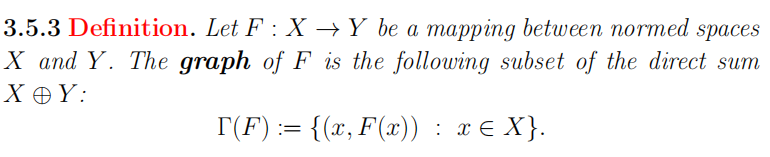 3.5.3 Definition. Let F : X → Y be a mapping between normed spaces
X and Y. The graph of F is the following subset of the direct sum
X ⊕ Y:
Γ(F) := {(x, F(x)) : x ∈ X}.